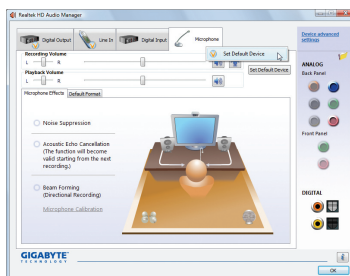 Realtek HD Audio Manager
Digital Output
Line In
Digital Input
Microphone
Device advanced
settings
Set Default Device
Recording Volume
L
R
Set Default Device
Playback Volume
L
R
ANALOG
Back Panel
Microphone Effects
Default Format
Noise Suppression
Front Panel
Acoustic Echo Cancellation
(The function will become
valid starting from the next
recording.)
Beam Forming
(Directional Recording)
Microphone Calibration
DIGITAL
GIGABYTE
TECHNOLOGY
i
OK